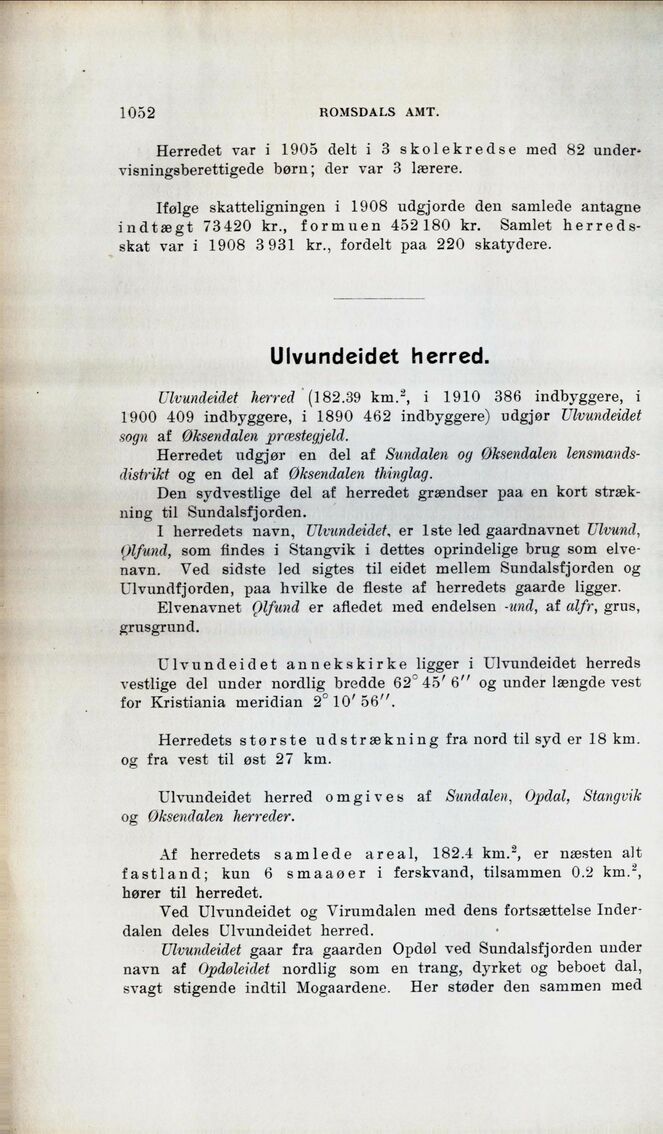 1052 ROMSDALS AMT.
Herredet var i 1905 delt i 3 skolekredse med 82 under-
visningsberettigede børn; der var 3 lærere.
Ifølge skatteligningen i 1908 udgjorde den samlede antagne
indtægt 73 420 kr., formuen 452 180 kr. Samlet herreds-
skat var i 1908 3 931 kr., fordelt paa 220 skatydere.
Ulvundeidet herred.
Ulvundeidet herred (182.39 km.², i 1910 386 indbyggere, i
1900 409 indbyggere, i 1890 462 indbyggere) udgjør Ulvundeidet
sogn af Øksendalen præstegjeld.
Herredet udgjør en del af Sundalen og Øksendalen lensmands-
distrikt og en del af Øksendalen thinglag.
Den sydvestlige del af herredet grændser paa en kort stræk-
ning til Sundalsfjorden.
I herredets navn, Ulvundeidet, er 1ste led gaardnavnet Ulvund,
Ǫlfund, som findes i Stangvik i dettes oprindelige brug som elve-
navn. Ved sidste led sigtes til eidet mellem Sundalsfjorden og
Ulvundfjorden, paa hvilke de fleste af herredets gaarde ligger.
Elvenavnet Ǫlfund er afledet med endelsen -und, af alfr, grus,
grusgrund.
Ulvundeidet annekskirke ligger i Ulvundeidet herreds
vestlige del under nordlig bredde 62° 45′ 6″ og under længde vest
for Kristiania meridian 2° 10′ 56″.
Herredets største udstrækning fra nord til syd er 18 km.
og fra vest til øst 27 km.
Ulvundeidet herred omgives af Sundalen, Opdal, Stangvik
og Øksendalen herreder.
Af herredets samlede areal, 182.4 km.², er næsten alt
fastland; kun 6 smaaøer i ferskvand, tilsammen 0.2 km.²,
hører til herredet.
Ved Ulvundeidet og Virumdalen med dens fortsættelse Inder-
dalen deles Ulvundeidet herred.
Ulvundeidet gaar fra gaarden Opdøl ved Sundalsfjorden under
navn af Opdøleidet nordlig som en trang, dyrket og beboet dal,
svagt stigende indtil Mogaardene. Her støder den sammen med